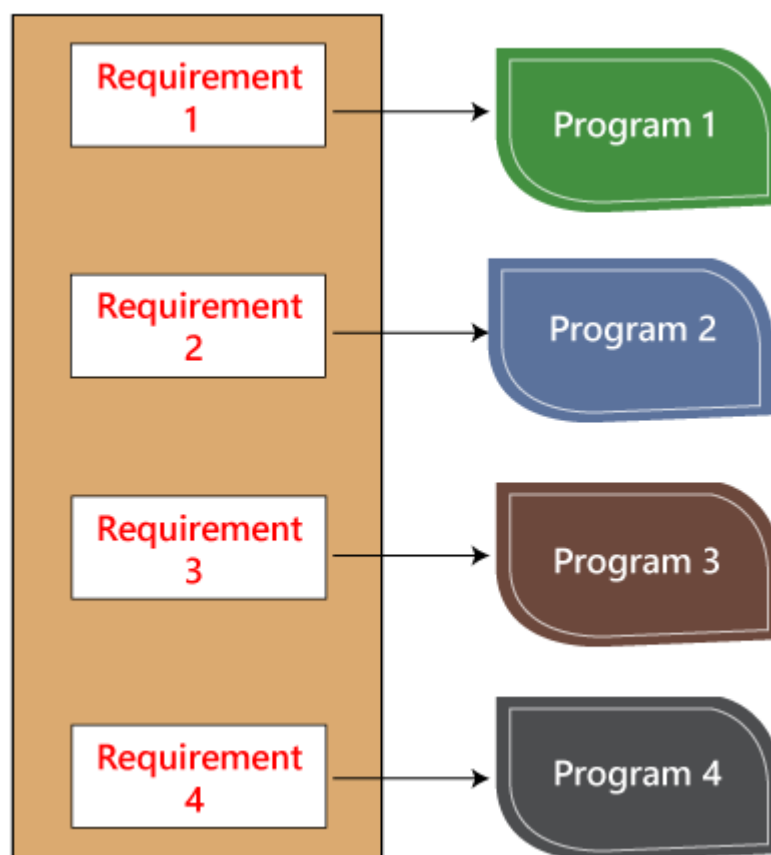 Requirement
1
Program 1
Requirement
2
Program 2
Requirement
3
Program 3
Requirement
4
Program 4